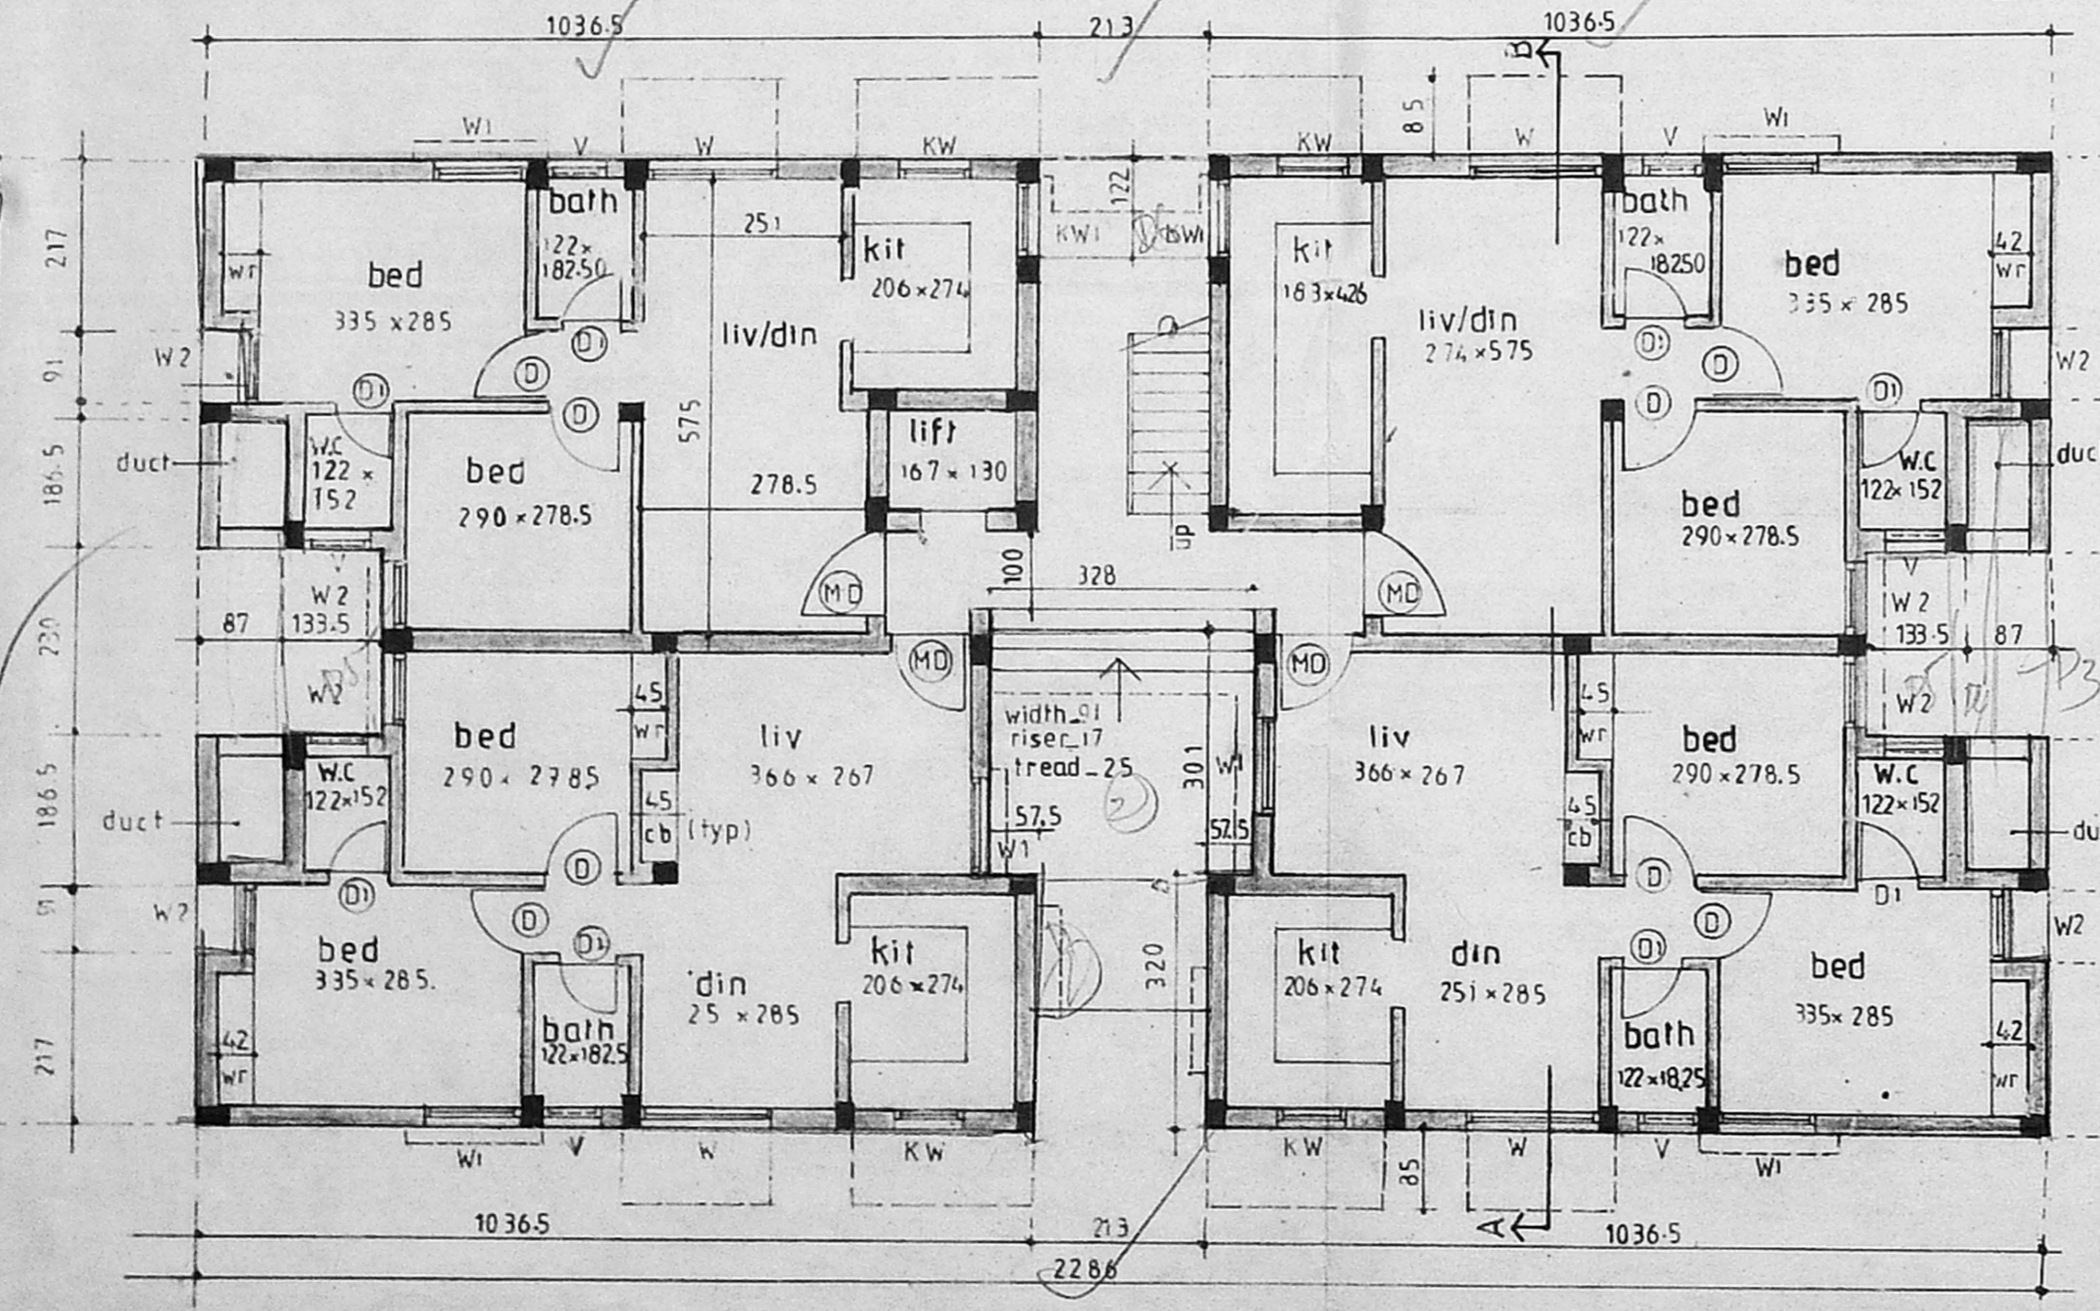 1036.5 213 1036.5
B
85
W1 V W KW KW W V W1
122
217
bath
122×
182.50
251
kit
206×274
KW1
kit
183×426
bath
122×
18250
42
wr
wr
bed
335×285
liv/din
liv/din
274×575
bed
335×285
W2
91
D1
D
D1
D
D1
D
D
D1
W2
575
duct
186.5
W.C
122×
152
bed
290×278.5
278.5
lift
167×130
up
bed
290×278.5
W.C
122×152
duc
V
W2
87 133.5
230
MD
100
328
MD
V
W2
133.5 87
W2
MD
MD
W2
D3
bed
290×2785
45
wr
liv
366×267
width_91
riser_17
tread_25
301
liv
366×267
45
wr
bed
290×278.5
186.5
duct
W.C
122×152
45
cb (typ)
57.5
W1
57.5
45
cb
W.C
122×152
du
D
D1
D
D1
91
W2
D
D
D1
W2
bed
335×285.
din
25 ×285
kit
206×274
320
kit
206×274
din
251×285
bed
335×285
217
42
wr
bath
122×182.5
bath
122×18.25
42
wr
W1 V W KW KW W V W1
85
A
1036.5 213 1036.5
2286